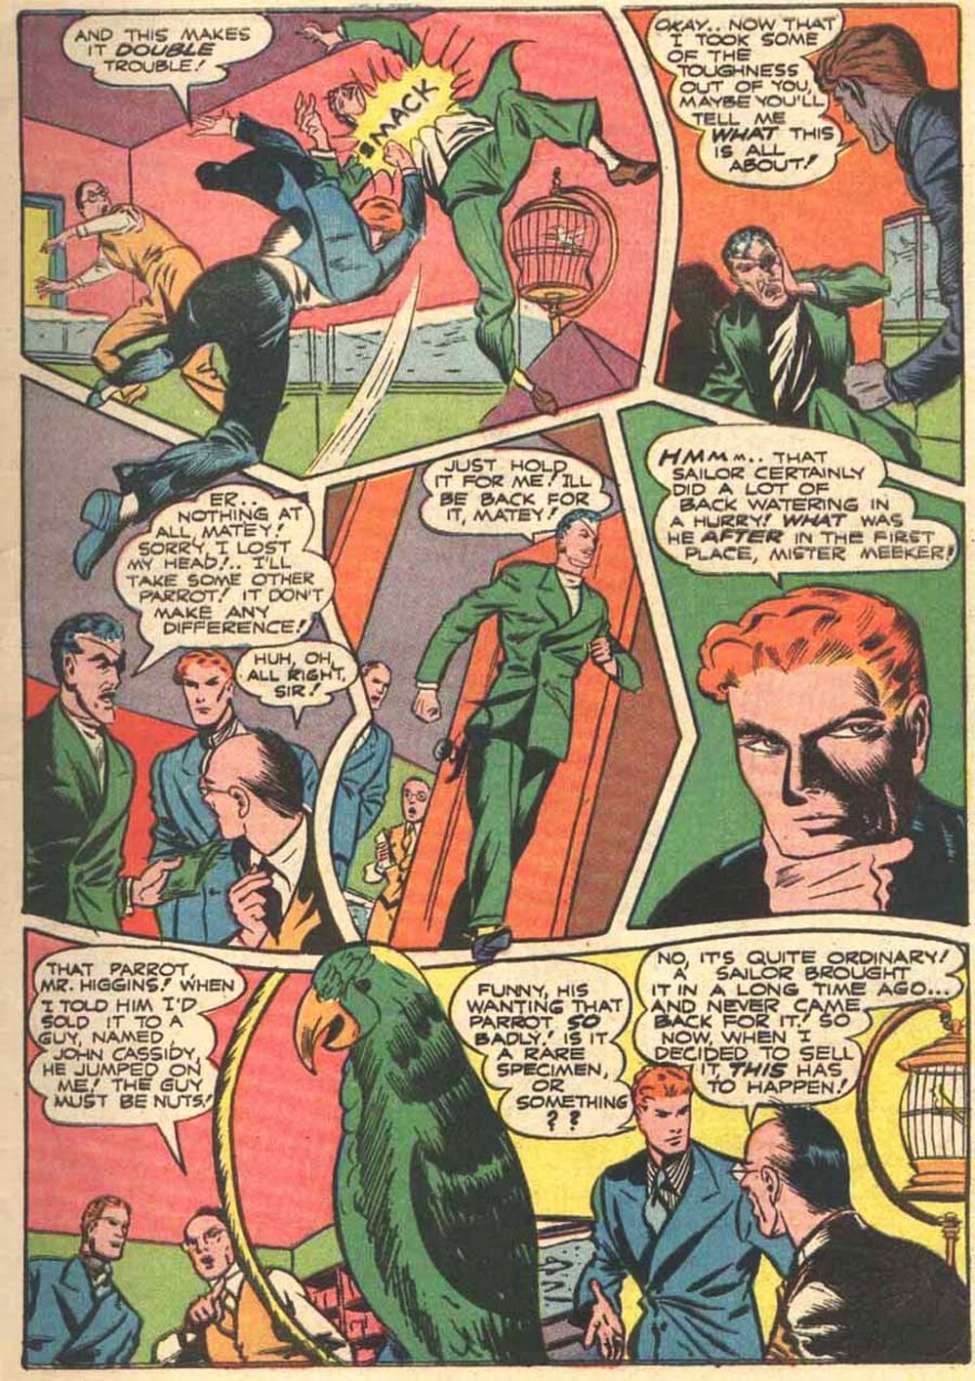 AND THIS MAKES
IT DOUBLE
TROUBLE!
SMACK
OKAY.. NOW THAT
I TOOK SOME
OF THE
TOUGHNESS
OUT OF YOU,
MAYBE YOU'LL
TELL ME
WHAT THIS
IS ALL
ABOUT!
ER..
NOTHING AT
ALL, MATEY!
SORRY, I LOST
MY HEAD!.. I'LL
TAKE SOME OTHER
PARROT! IT DON'T
MAKE ANY
DIFFERENCE!
HUH, OH,
ALL RIGHT,
SIR!
JUST HOLD
IT FOR ME! I'LL
BE BACK FOR
IT, MATEY!
HMMM.. THAT
SAILOR CERTAINLY
DID A LOT OF
BACK WATERING IN
A HURRY! WHAT WAS
HE AFTER IN THE FIRST
PLACE, MISTER MEEKER!
THAT PARROT,
MR. HIGGINS! WHEN
I TOLD HIM I'D
SOLD IT TO A
GUY, NAMED,
JOHN CASSIDY,
HE JUMPED ON
ME! THE GUY
MUST BE NUTS!
FUNNY, HIS
WANTING THAT
PARROT SO
BADLY! IS IT
A RARE
SPECIMEN,
OR
SOMETHING
??
NO, IT'S QUITE ORDINARY!
A SAILOR BROUGHT
IT IN A LONG TIME AGO...
AND NEVER CAME
BACK FOR IT! SO
NOW, WHEN I
DECIDED TO SELL
IT, THIS HAS
TO HAPPEN!